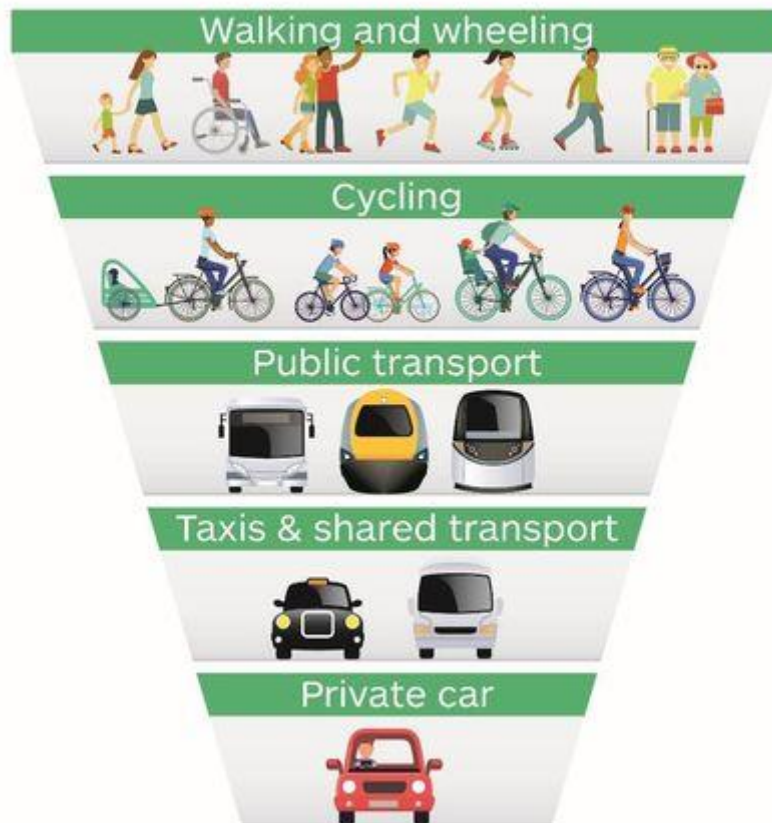 Walking and wheeling
Cycling
Public transport
Taxis & shared transport
Private car